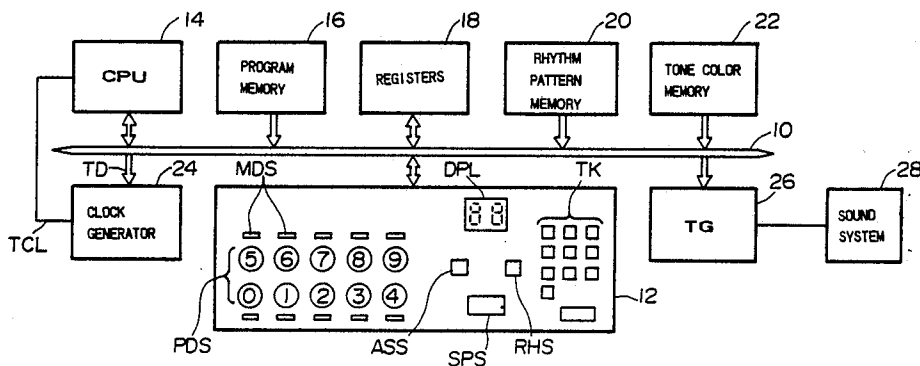 14
16
18
20
22
CPU
PROGRAM
MEMORY
REGISTERS
RHYTHM
PATTERN
MEMORY
TONE COLOR
MEMORY
10
TD
24
MDS
DPL
TK
26
28
CLOCK
GENERATOR
TCL
88
TG
SOUND
SYSTEM
5 6 7 8 9
0 1 2 3 4
12
PDS
ASS
SPS
RHS